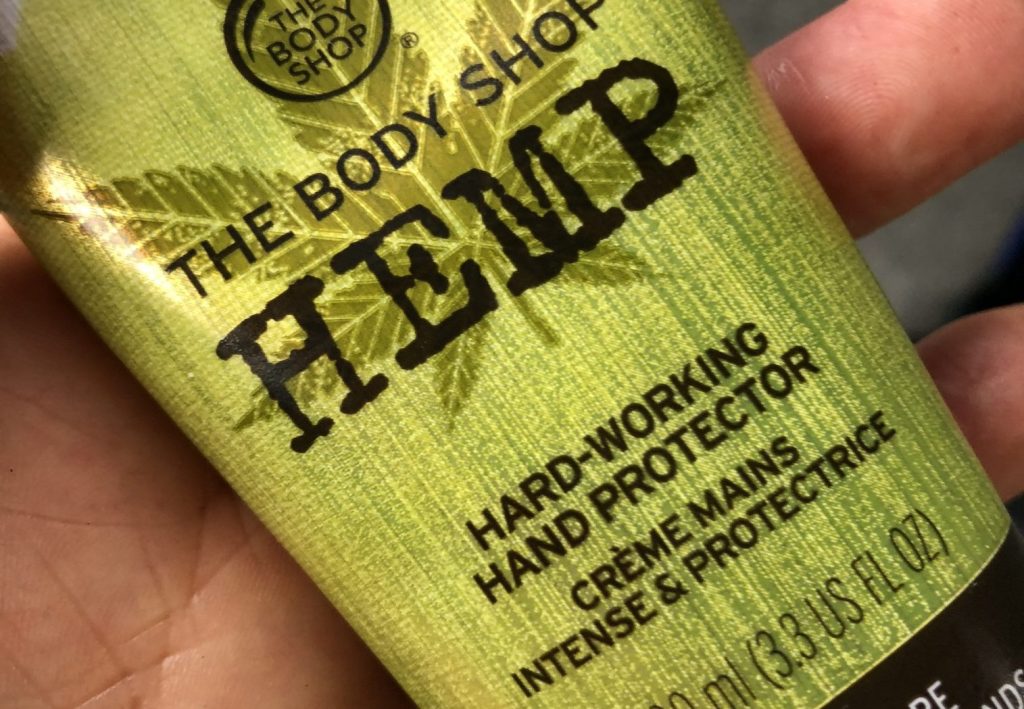 THE
BODY
SHOP
®
THE BODY SHOP
HEMP
HARD-WORKING
HAND PROTECTOR
CRÈME MAINS
INTENSE & PROTECTRICE
ml (3.3 US FL OZ)